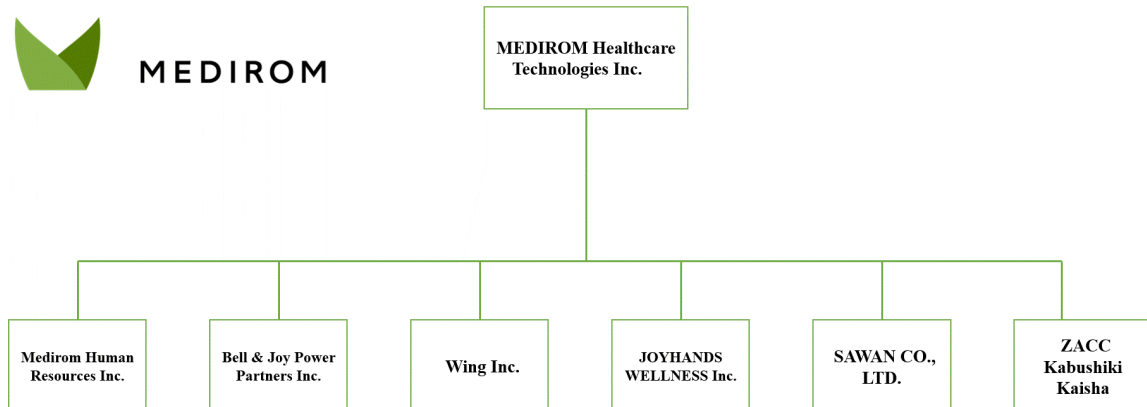 MEDIROM
MEDIROM Healthcare
Technologies Inc.
Medirom Human
Resources Inc.
Bell & Joy Power
Partners Inc.
Wing Inc.
JOYHANDS
WELLNESS Inc.
SAWAN CO.,
LTD.
ZACC
Kabushiki
Kaisha